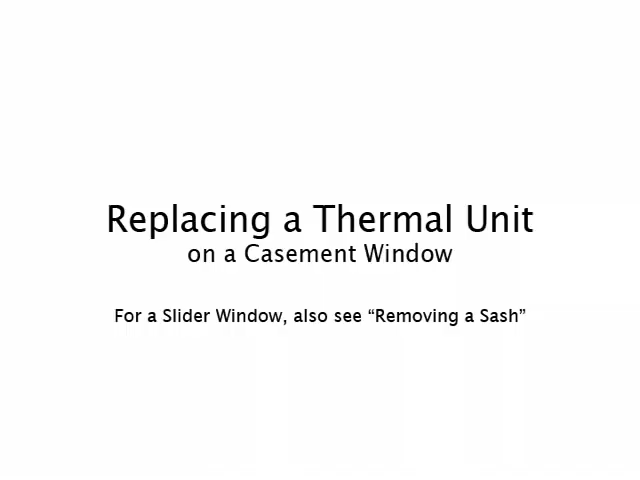 Replacing a Thermal Unit
on a Casement Window
For a Slider Window, also see “Removing a Sash”